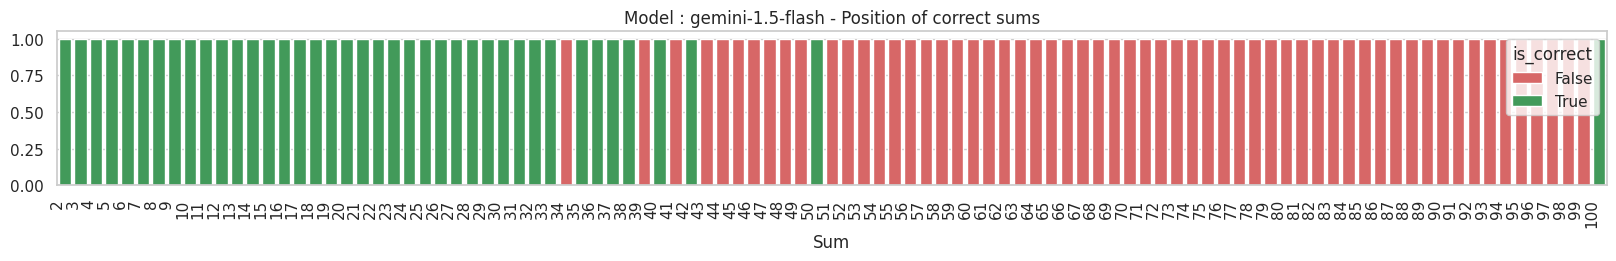 Model : gemini-1.5-flash - Position of correct sums
1.00
0.75
0.50
0.25
0.00
is_correct
False
True
2 3 4 5 6 7 8 9 10 11 12 13 14 15 16 17 18 19 20 21 22 23 24 25 26 27 28 29 30 31 32 33 34 35 36 37 38 39 40 41 42 43 44 45 46 47 48 49 50 51 52 53 54 55 56 57 58 59 60 61 62 63 64 65 66 67 68 69 70 71 72 73 74 75 76 77 78 79 80 81 82 83 84 85 86 87 88 89 90 91 92 93 94 95 96 97 98 99 100
Sum